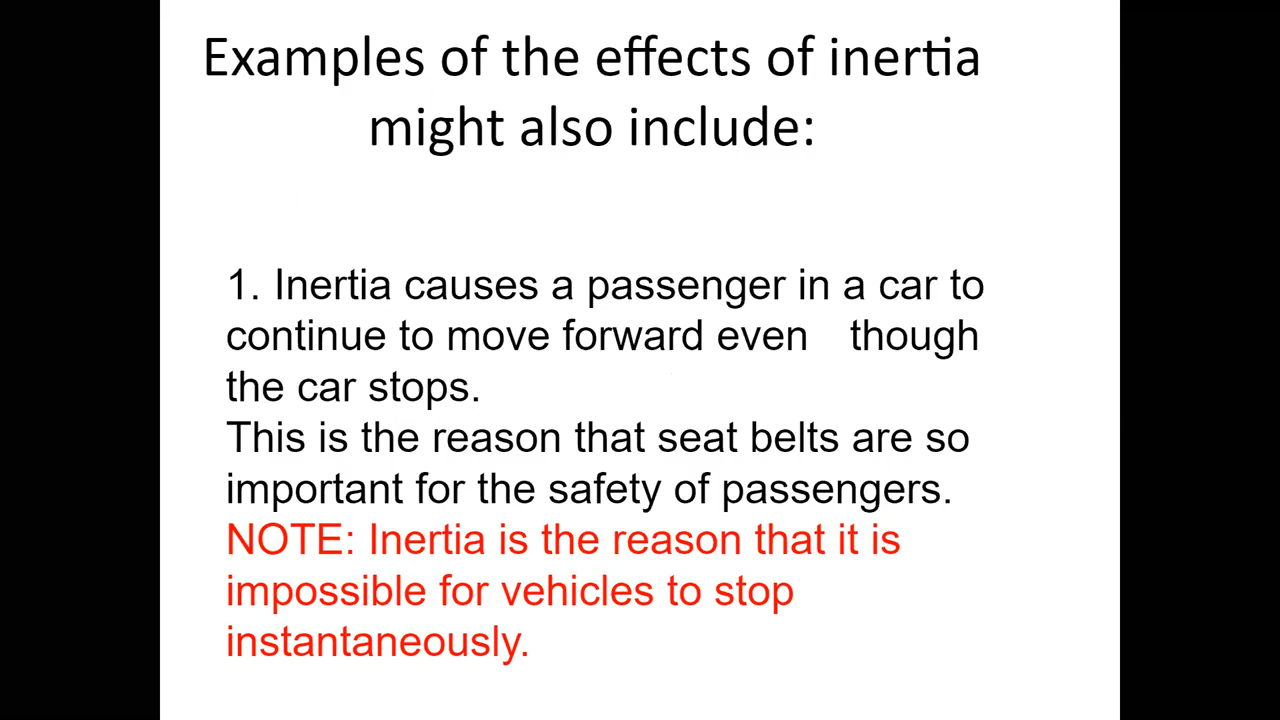 Examples of the effects of inertia
might also include:
1. Inertia causes a passenger in a car to
continue to move forward even though
the car stops.
This is the reason that seat belts are so
important for the safety of passengers.
NOTE: Inertia is the reason that it is
impossible for vehicles to stop
instantaneously.